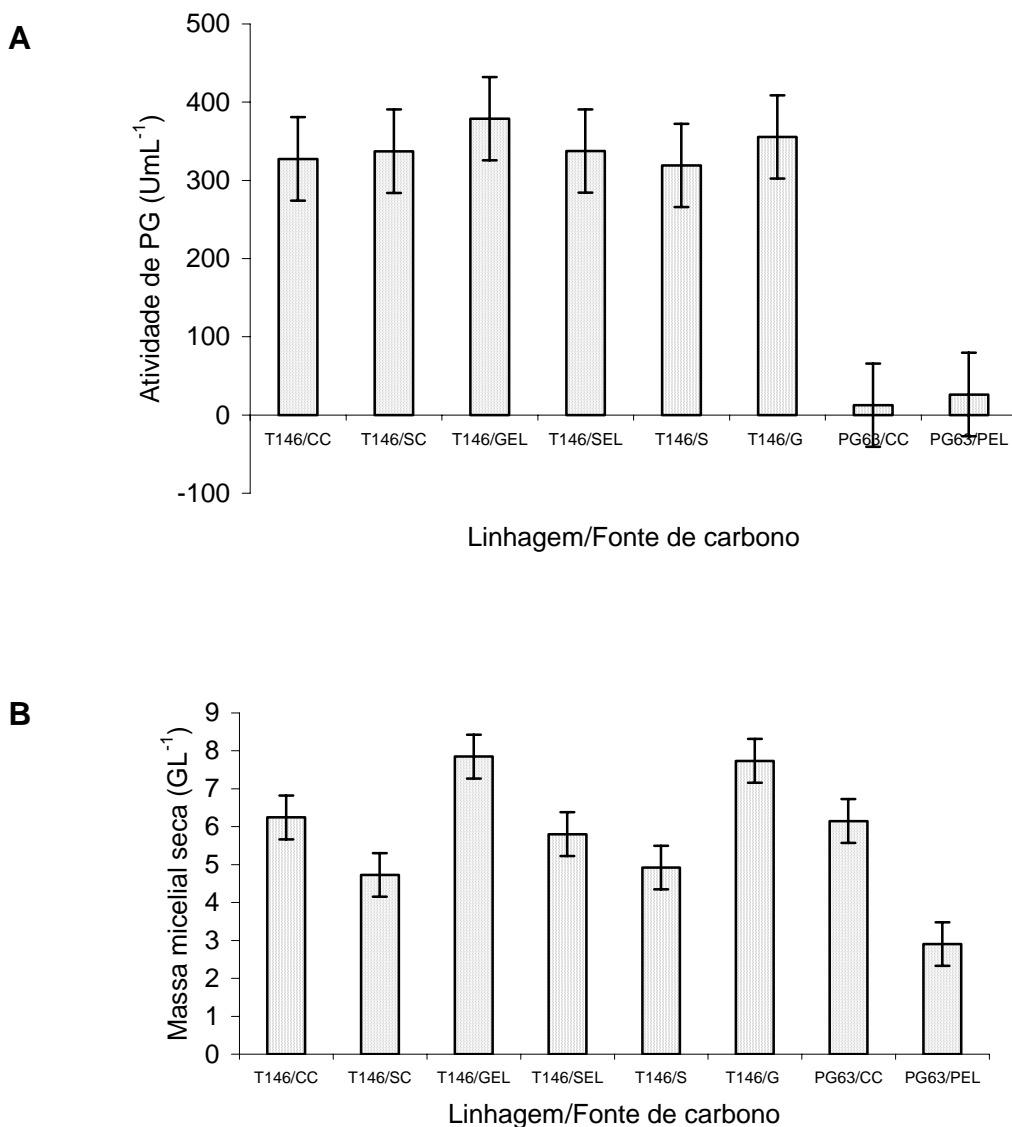 A
Atividade de PG (UmL-1)
500
400
300
200
100
0
-100
T146/CC T146/SC T146/GEL T146/SEL T146/S T146/G PG63/CC PG63/PEL
Linhagem/Fonte de carbono
B
Massa micelial seca (GL-1)
9
8
7
6
5
4
3
2
1
0
T146/CC T146/SC T146/GEL T146/SEL T146/S T146/G PG63/CC PG63/PEL
Linhagem/Fonte de carbono